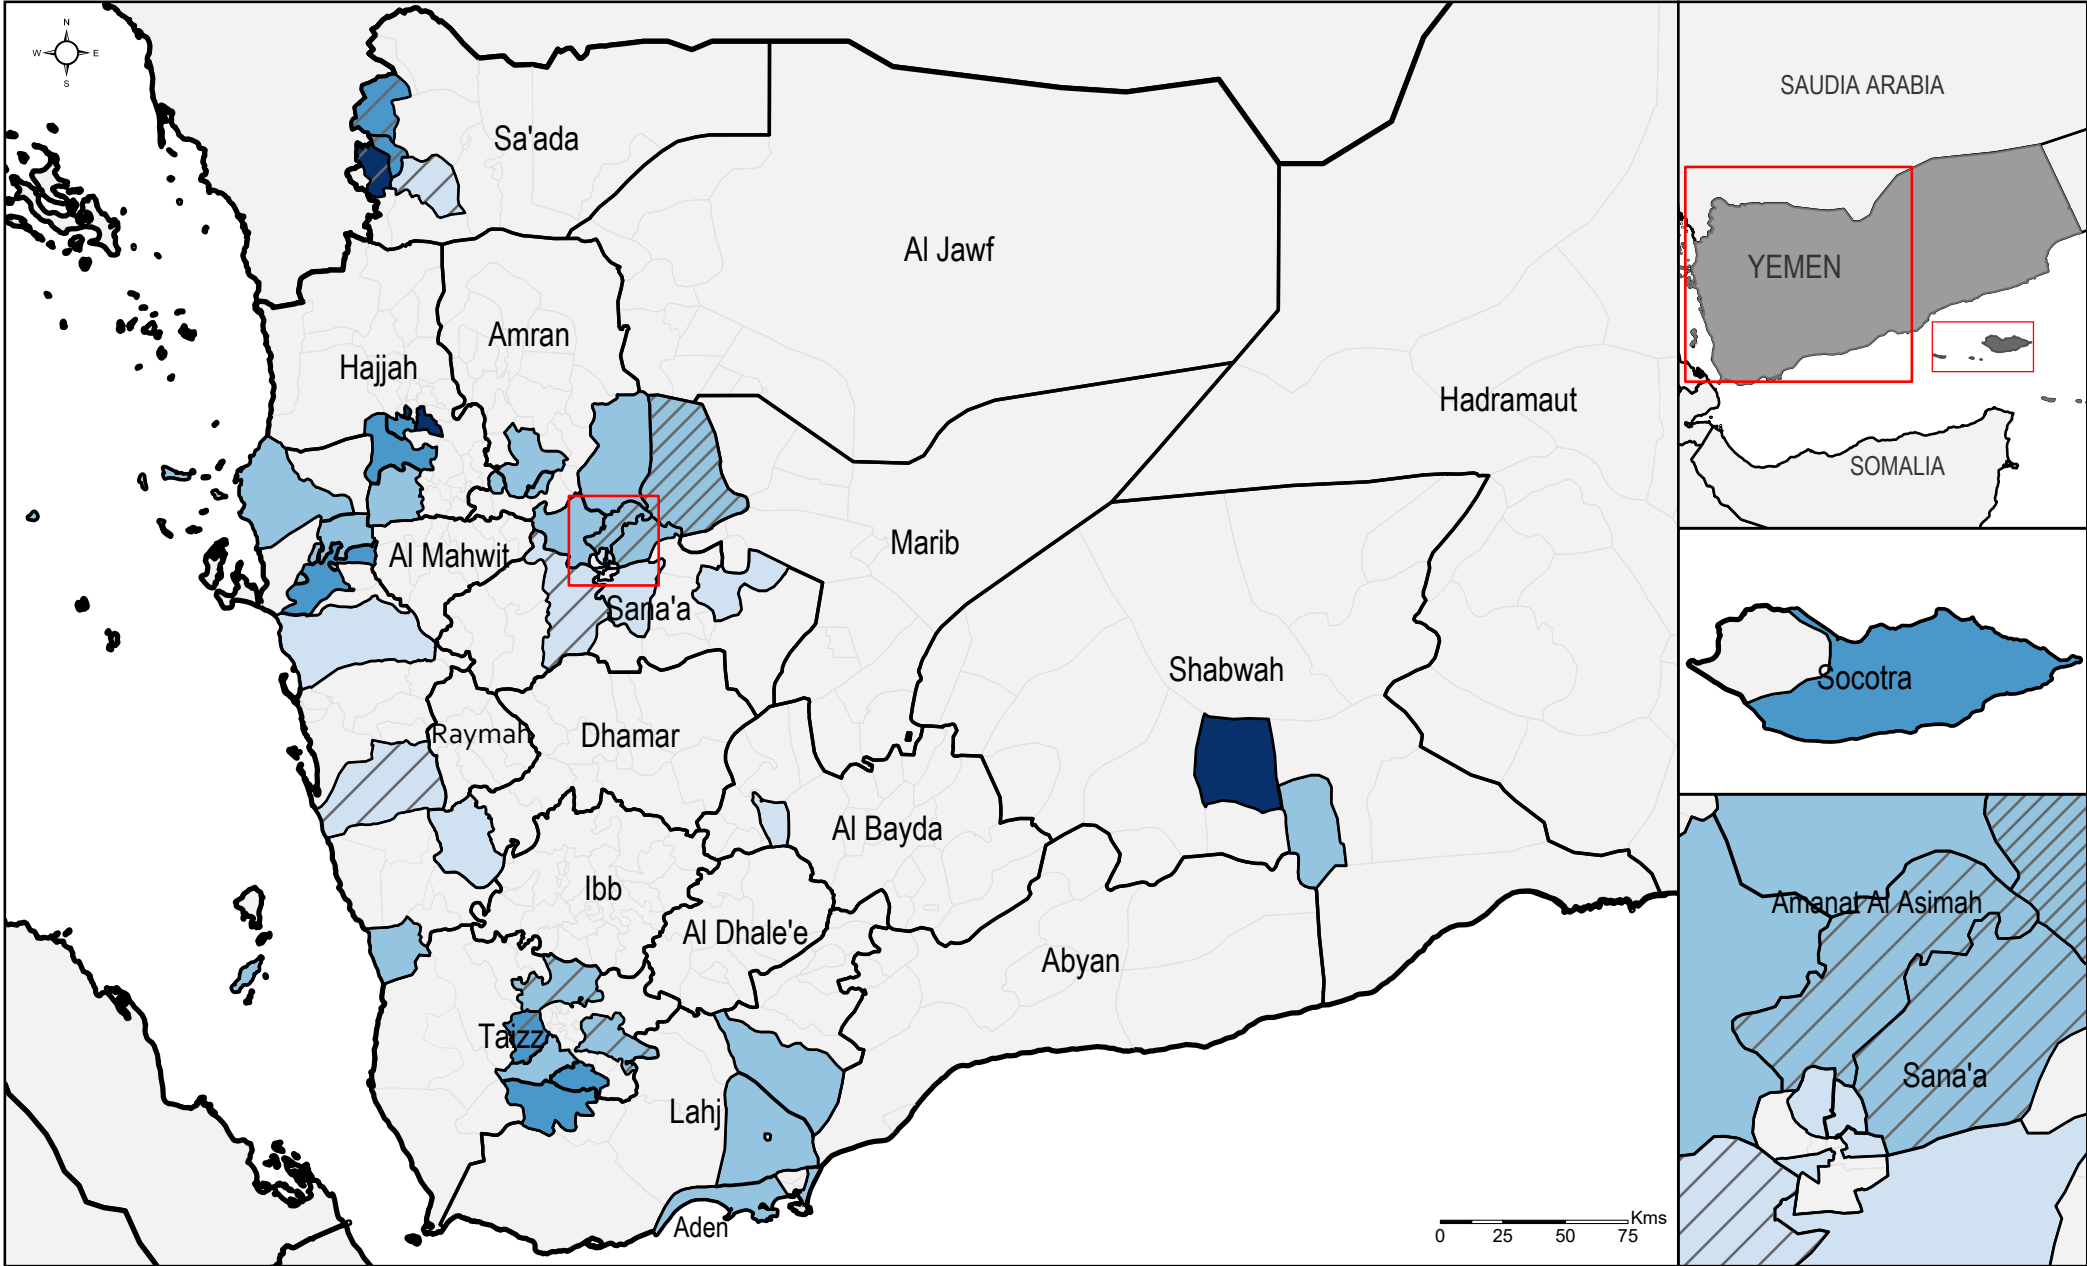 N
W E
S
Sa'ada
Al Jawf
Amran
Hajjah
Hadramaut
Marib
Al Mahwit
Sana'a
Shabwah
Raymah
Dhamar
Al Bayda
Ibb
Al Dhale'e
Abyan
Taizz
Lahj
Aden
Kms
0 25 50 75
SAUDIA ARABIA
YEMEN
SOMALIA
Socotra
Amanat Al Asimah
Sana'a